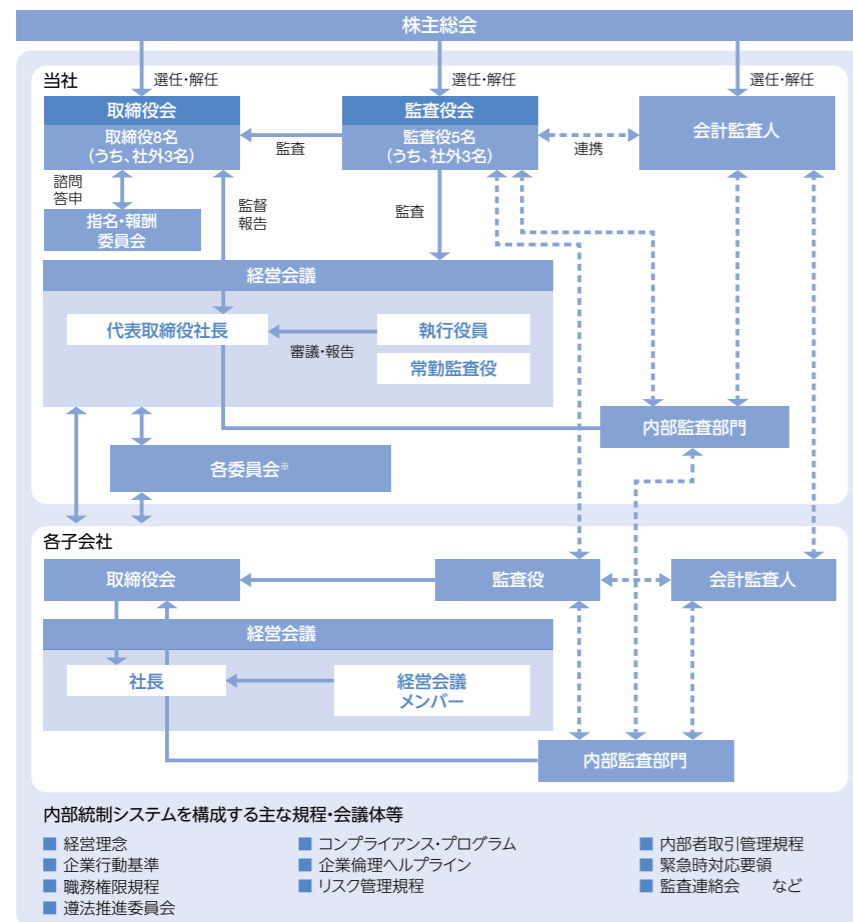 株主総会
当社
選任・解任
選任・解任
選任・解任
取締役会
取締役8名
(うち、社外3名)
監査
監査役会
監査役5名
(うち、社外3名)
連携
会計監査人
諮問
答申
指名・報酬
委員会
監督
報告
監査
経営会議
代表取締役社長
審議・報告
執行役員
常勤監査役
内部監査部門
各委員会※
各子会社
取締役会
監査役
会計監査人
経営会議
社長
経営会議
メンバー
内部監査部門
内部統制システムを構成する主な規程・会議体等
■ 経営理念
■ 企業行動基準
■ 職務権限規程
■ 遵法推進委員会
■ コンプライアンス・プログラム
■ 企業倫理ヘルプライン
■ リスク管理規程
■ 内部者取引管理規程
■ 緊急時対応要領
■ 監査連絡会 など